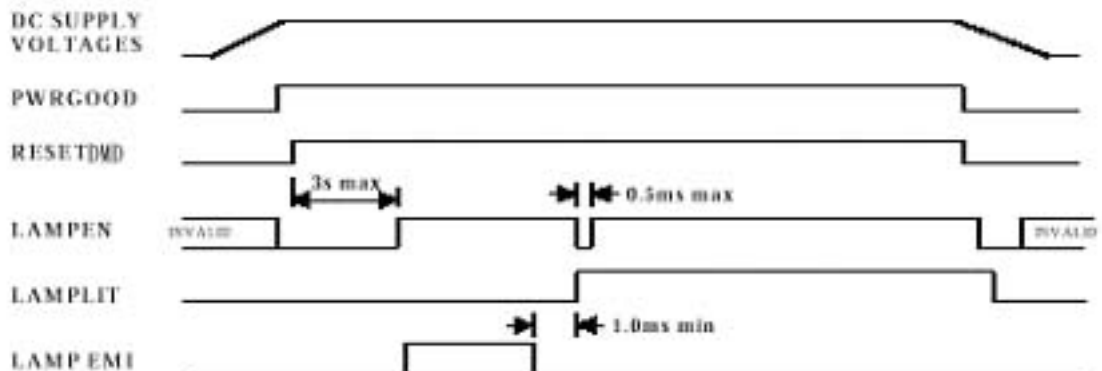 DC SUPPLY
VOLTAGES
PWRGOOD
RESETDMD
3s max
0.5ms max
LAMPEN
INVALID
INVALID
LAMPLIT
1.0ms min
LAMP EMI